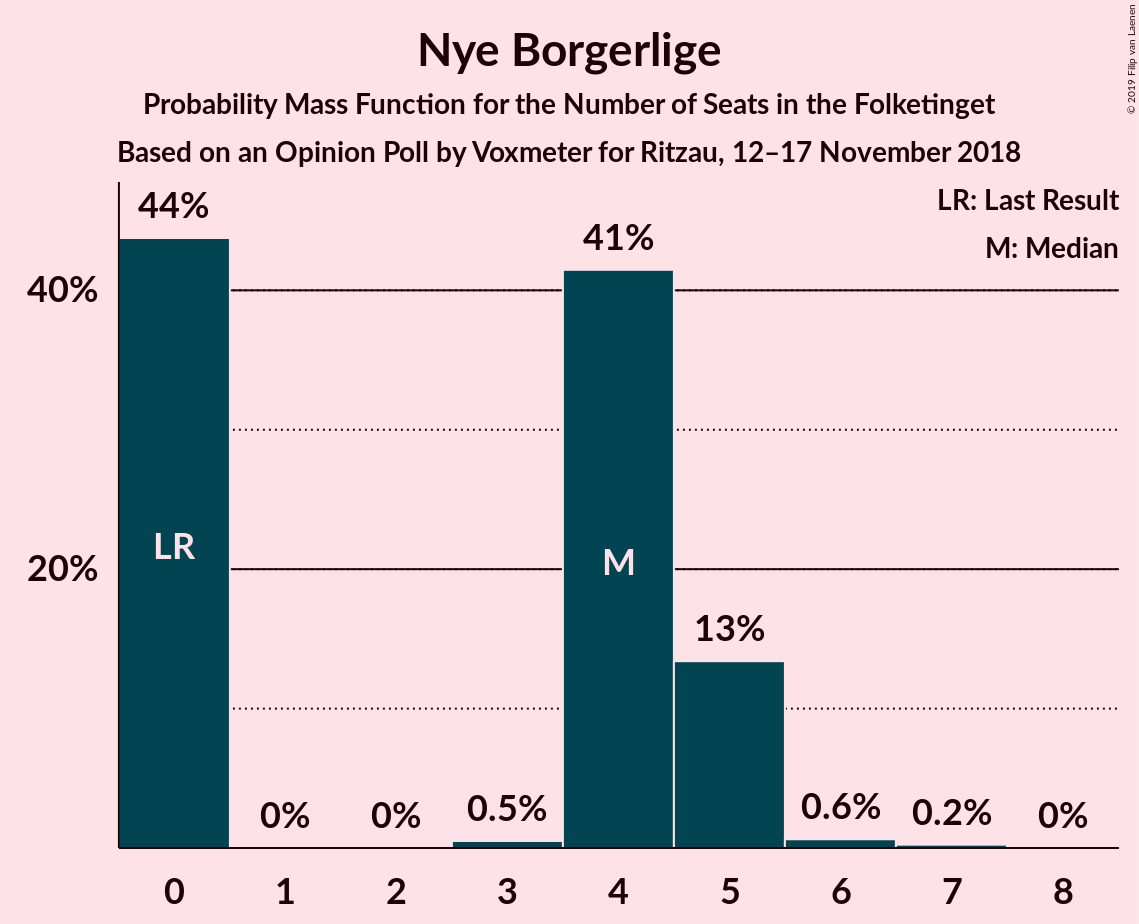 Nye Borgerlige
Probability Mass Function for the Number of Seats in the Folketinget
Based on an Opinion Poll by Voxmeter for Ritzau, 12–17 November 2018
© 2019 Filip van Laenen
LR: Last Result
M: Median
44%
41%
40%
LR
M
20%
13%
0%
0%
0.5%
0.6%
0.2%
0%
0 1 2 3 4 5 6 7 8